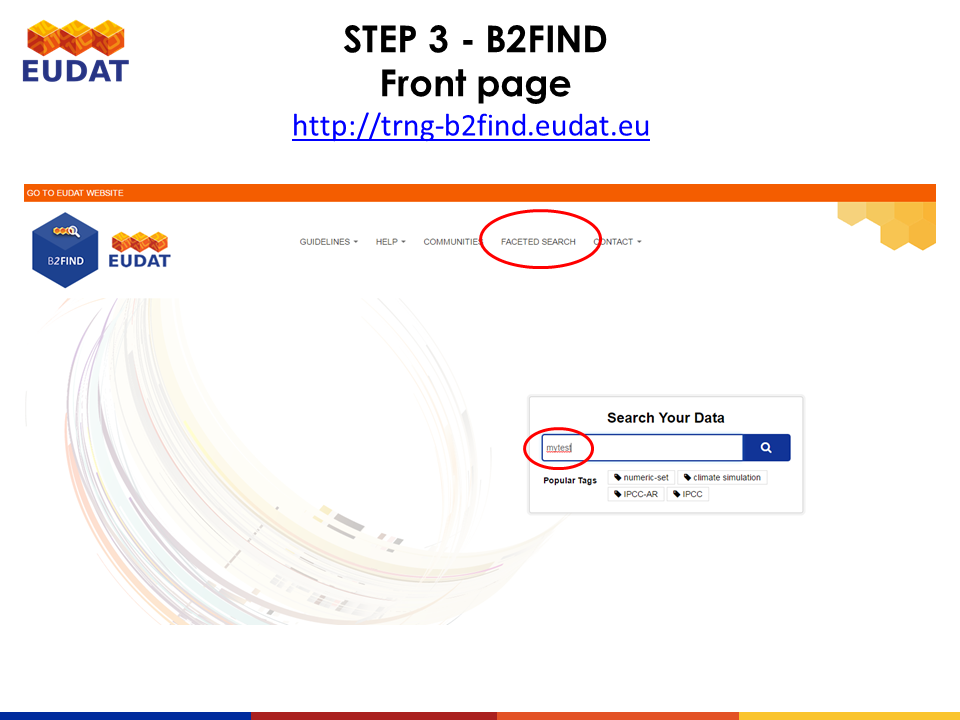 EUDAT
STEP 3 - B2FIND
Front page
http://trng-b2find.eudat.eu
GO TO EUDAT WEBSITE
B2FIND
EUDAT
GUIDELINES HELP COMMUNITIES FACETED SEARCH CONTACT
Search Your Data
mytest
Popular Tags numeric-set climate simulation
IPCC-AR IPCC